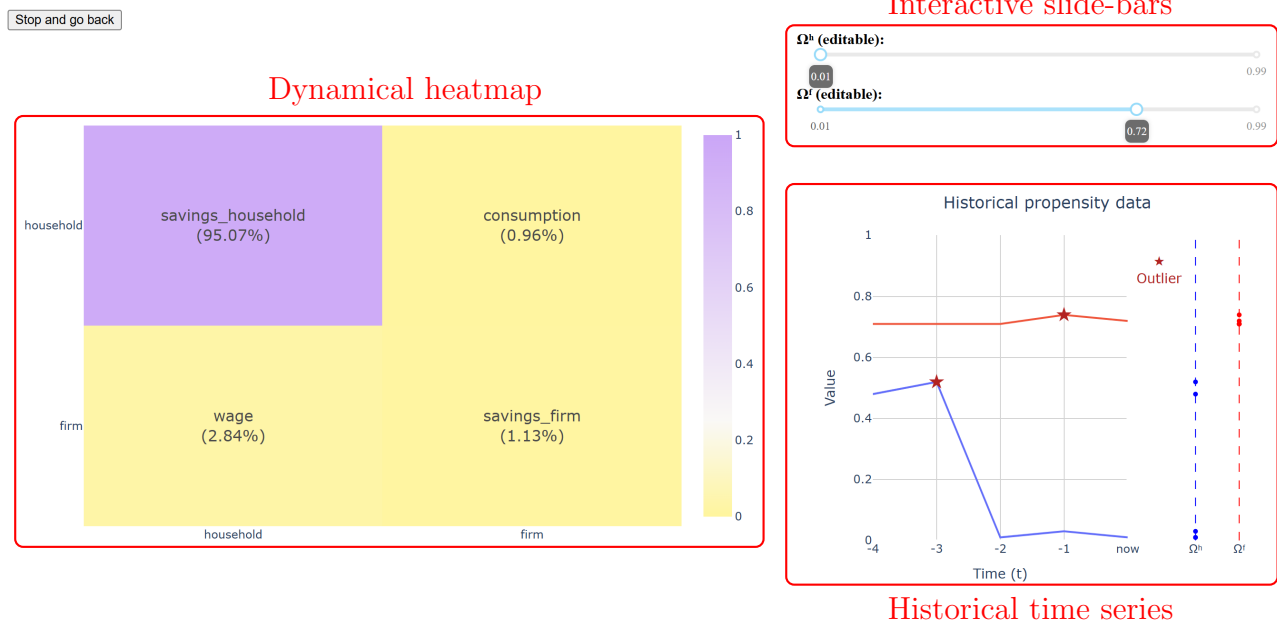 Stop and go back
Interactive slide-bars
Ωʰ (editable):
0.01
0.99
Ωᶠ (editable):
0.01
0.72
0.99
Dynamical heatmap
household
savings_household
(95.07%)
consumption
(0.96%)
firm
wage
(2.84%)
savings_firm
(1.13%)
household
firm
1
0.8
0.6
0.4
0.2
0
Historical propensity data
Value
1
0.8
0.6
0.4
0.2
0
Outlier
-4
-3
-2
-1
now
Ωʰ
Ωᶠ
Time (t)
Historical time series